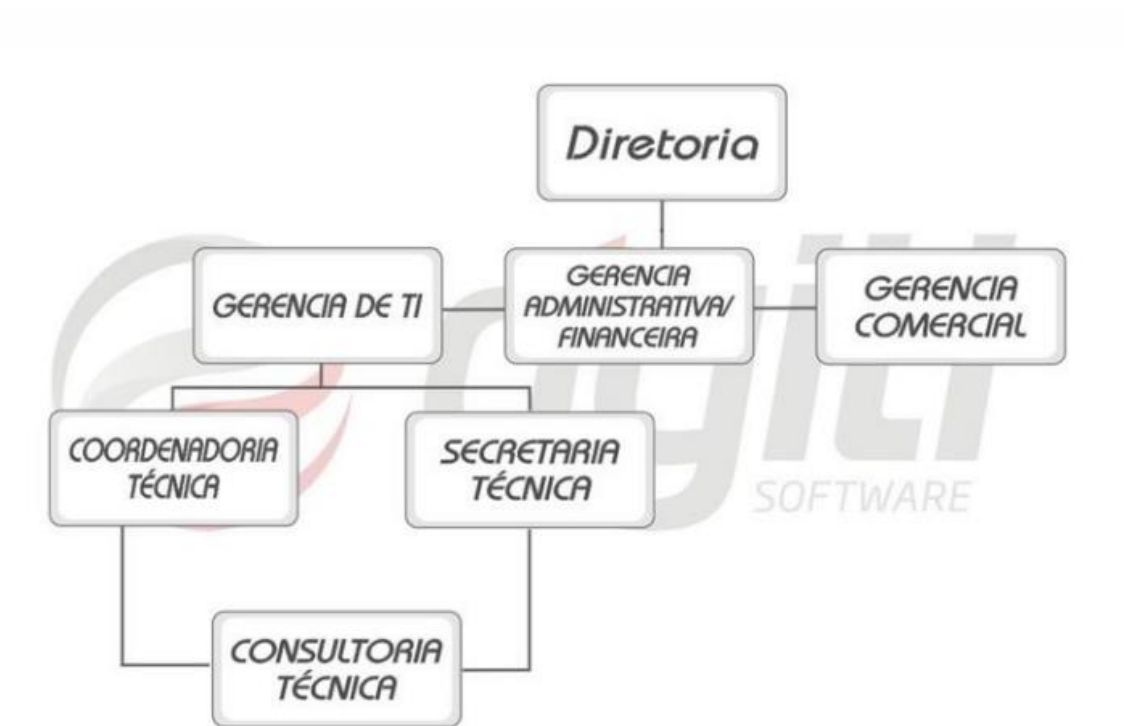 Diretoria
GERENCIA DE TI
GERENCIA
ADMINISTRATIVA/
FINANCEIRA
GERENCIA
COMERCIAL
COORDENADORIA
TÉCNICA
SECRETARIA
TÉCNICA
SOFTWARE
CONSULTORIA
TÉCNICA